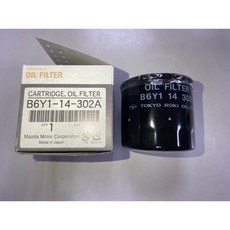 OIL FILTER
CARTRIDGE, OIL FILTER
B6Y1-14-302A
1
Mazda Motor Corporation
Made in Japan
OIL FILTER
B6Y1 14 302
TOKYO ROKI